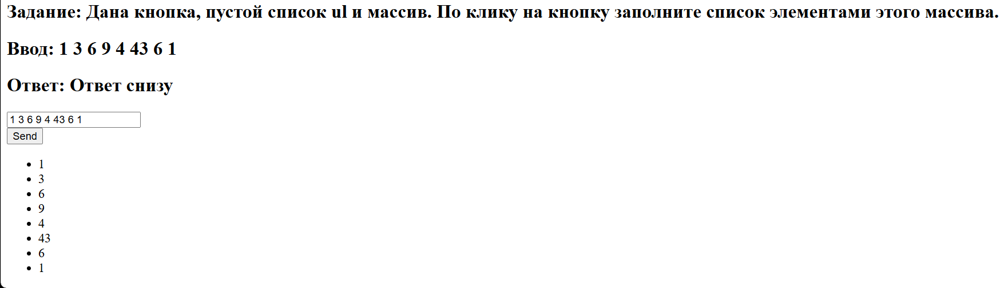 Задание: Дана кнопка, пустой список ul и массив. По клику на кнопку заполните список элементами этого массива.
Ввод: 1 3 6 9 4 43 6 1
Ответ: Ответ снизу
1 3 6 9 4 43 6 1
Send
• 1
• 3
• 6
• 9
• 4
• 43
• 6
• 1